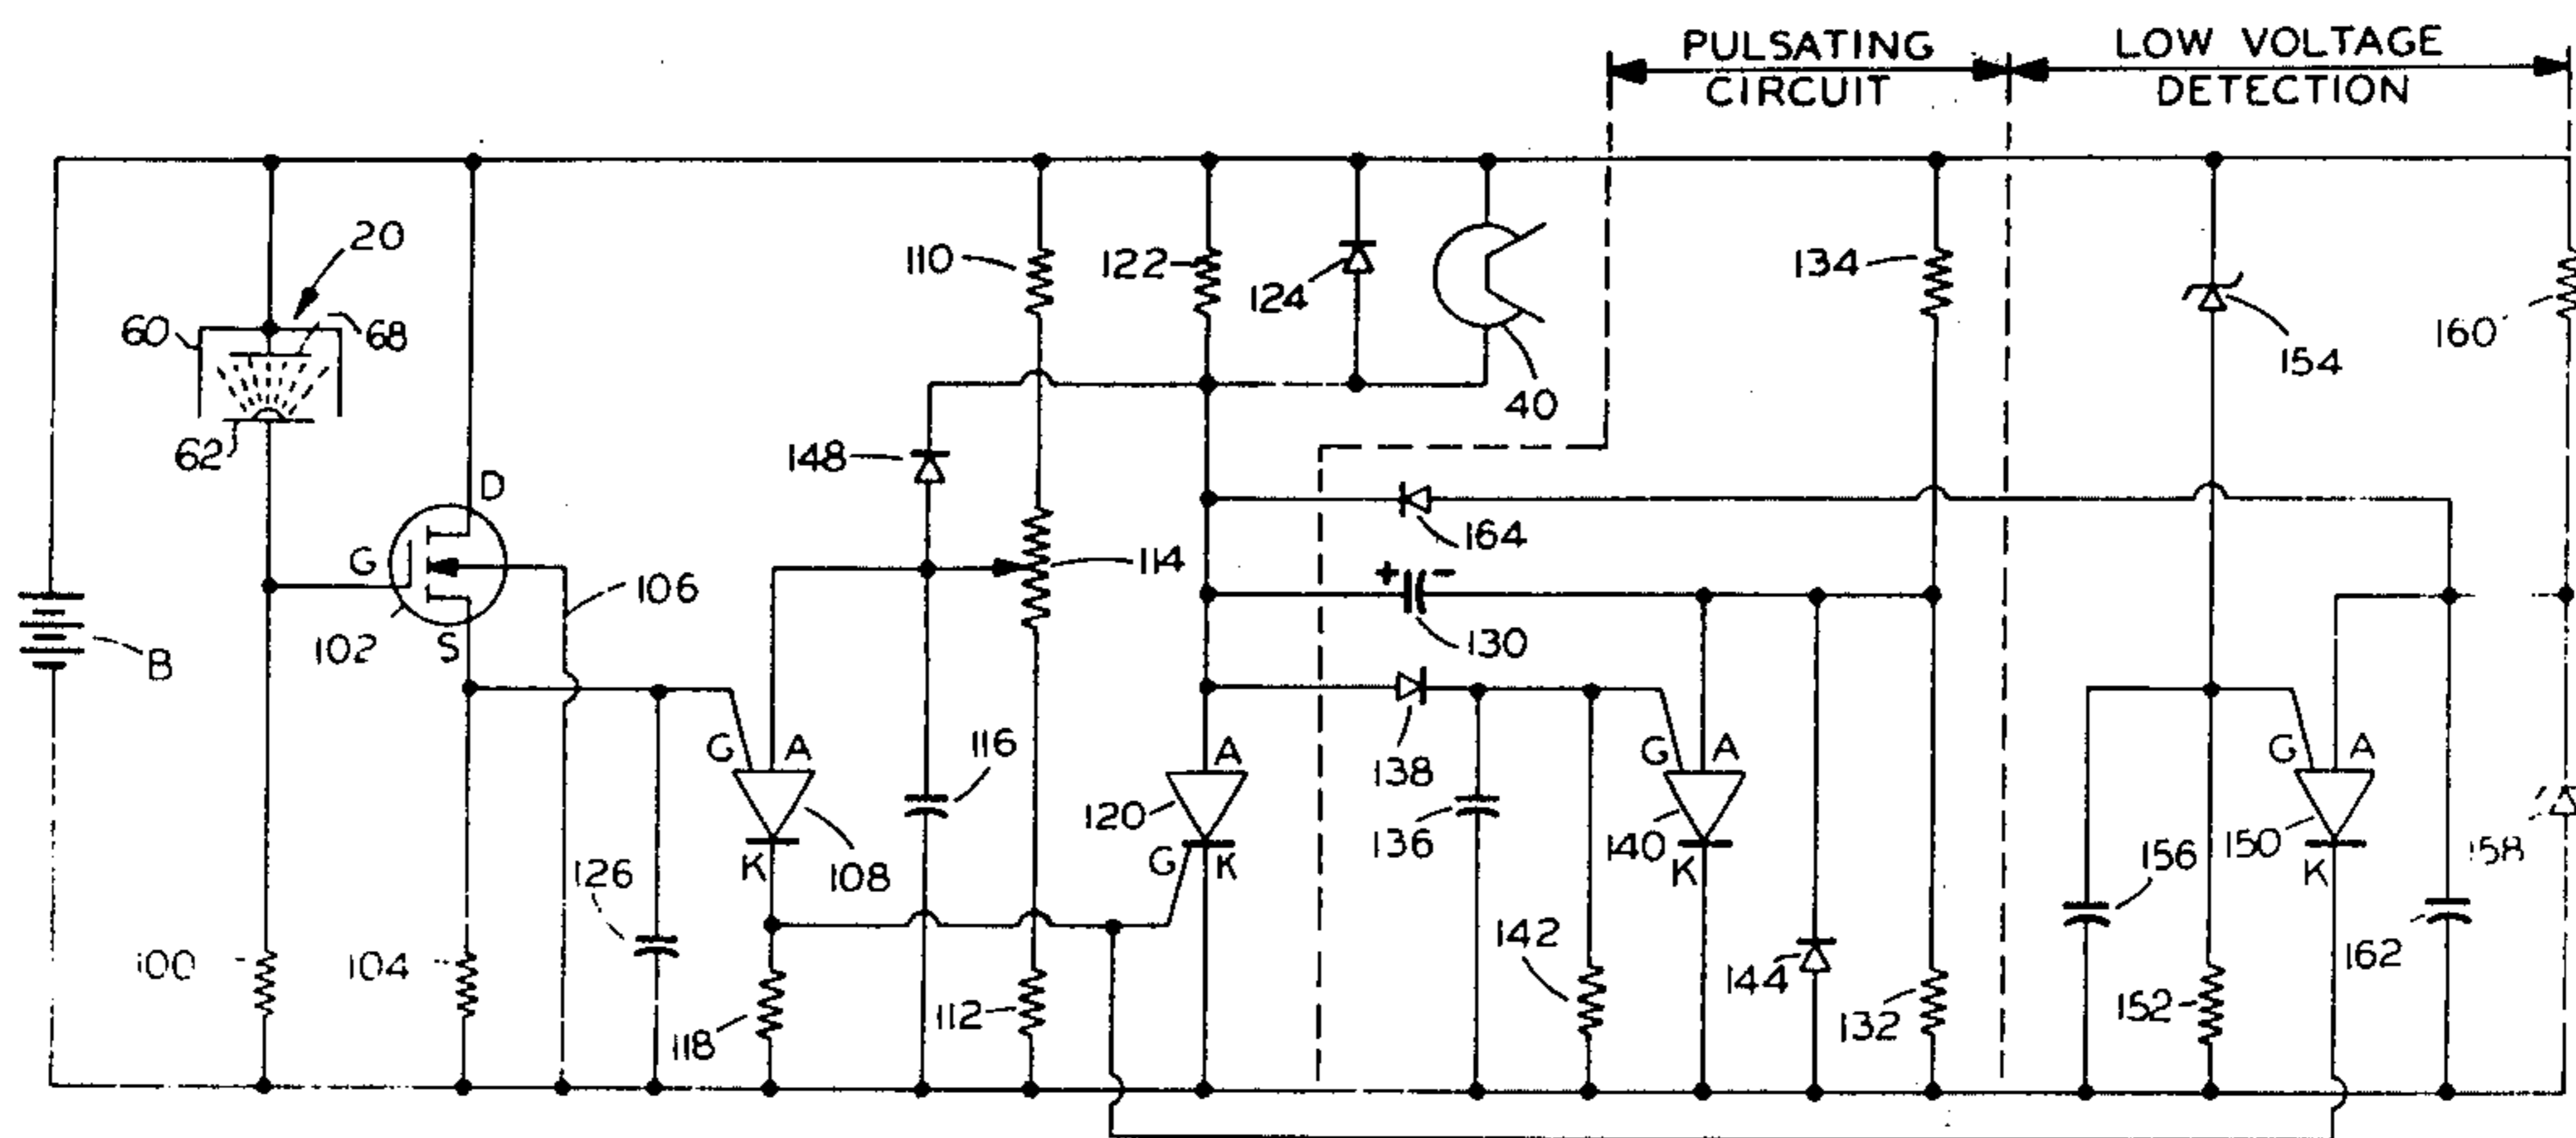 PULSATING
CIRCUIT
LOW VOLTAGE
DETECTION
20
110
122
124
134
154
160
60
68
62
40
148
D
G
S
106
102
B
114
164
+ -
130
116
G A
K
108
126
120
A
G K
138
136
G A
140
K
142
144
132
G A
150
K
156
158
162
152
100
104
118
112